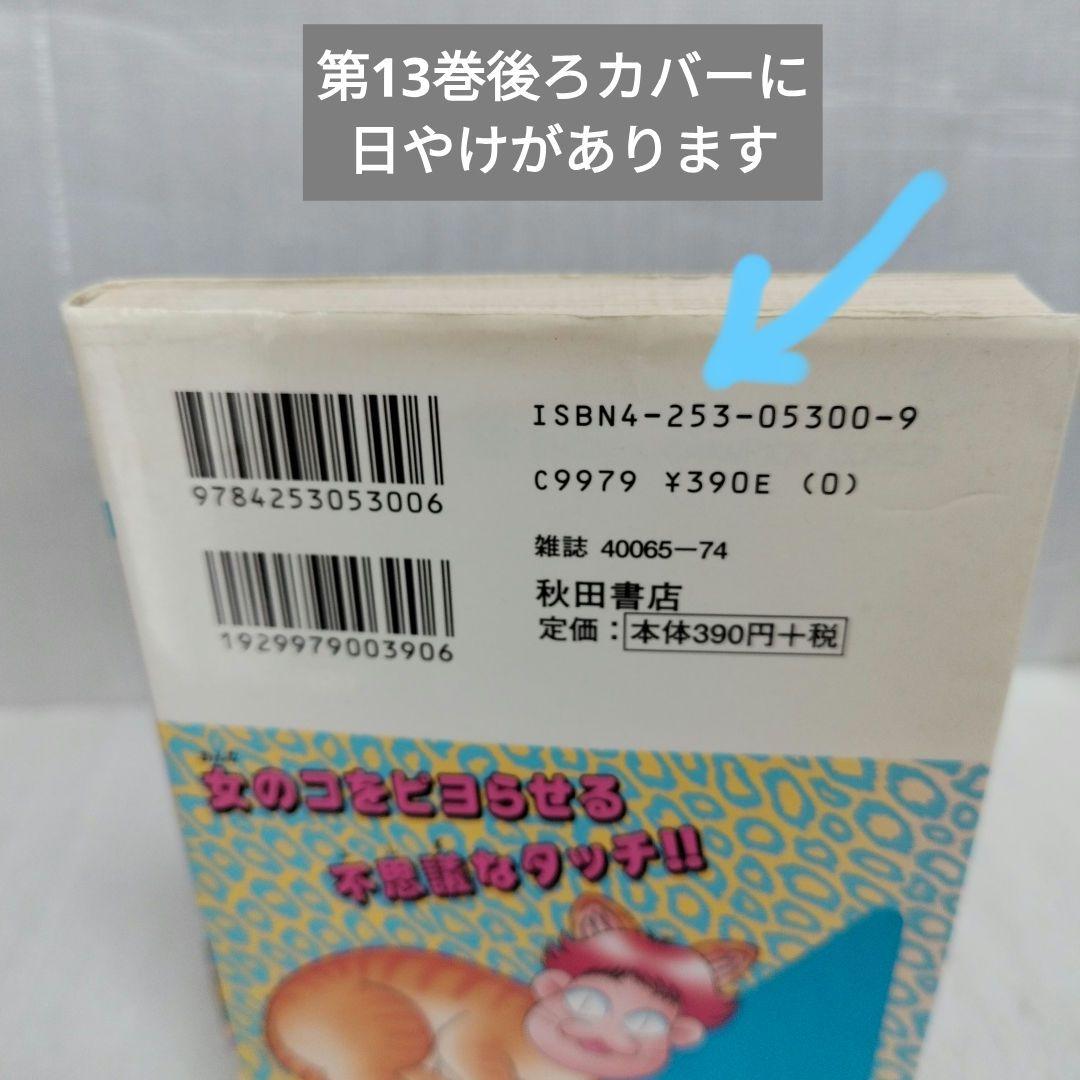 第13巻後ろカバーに
日やけがあります
ISBN4-253-05300-9
9784253053006
C9979 ¥390E (0)
雑誌 40065-74
秋田書店
定価：本体390円+税
1929979003906
おんな
女のコをピヨらせる
不思議なタッチ!!